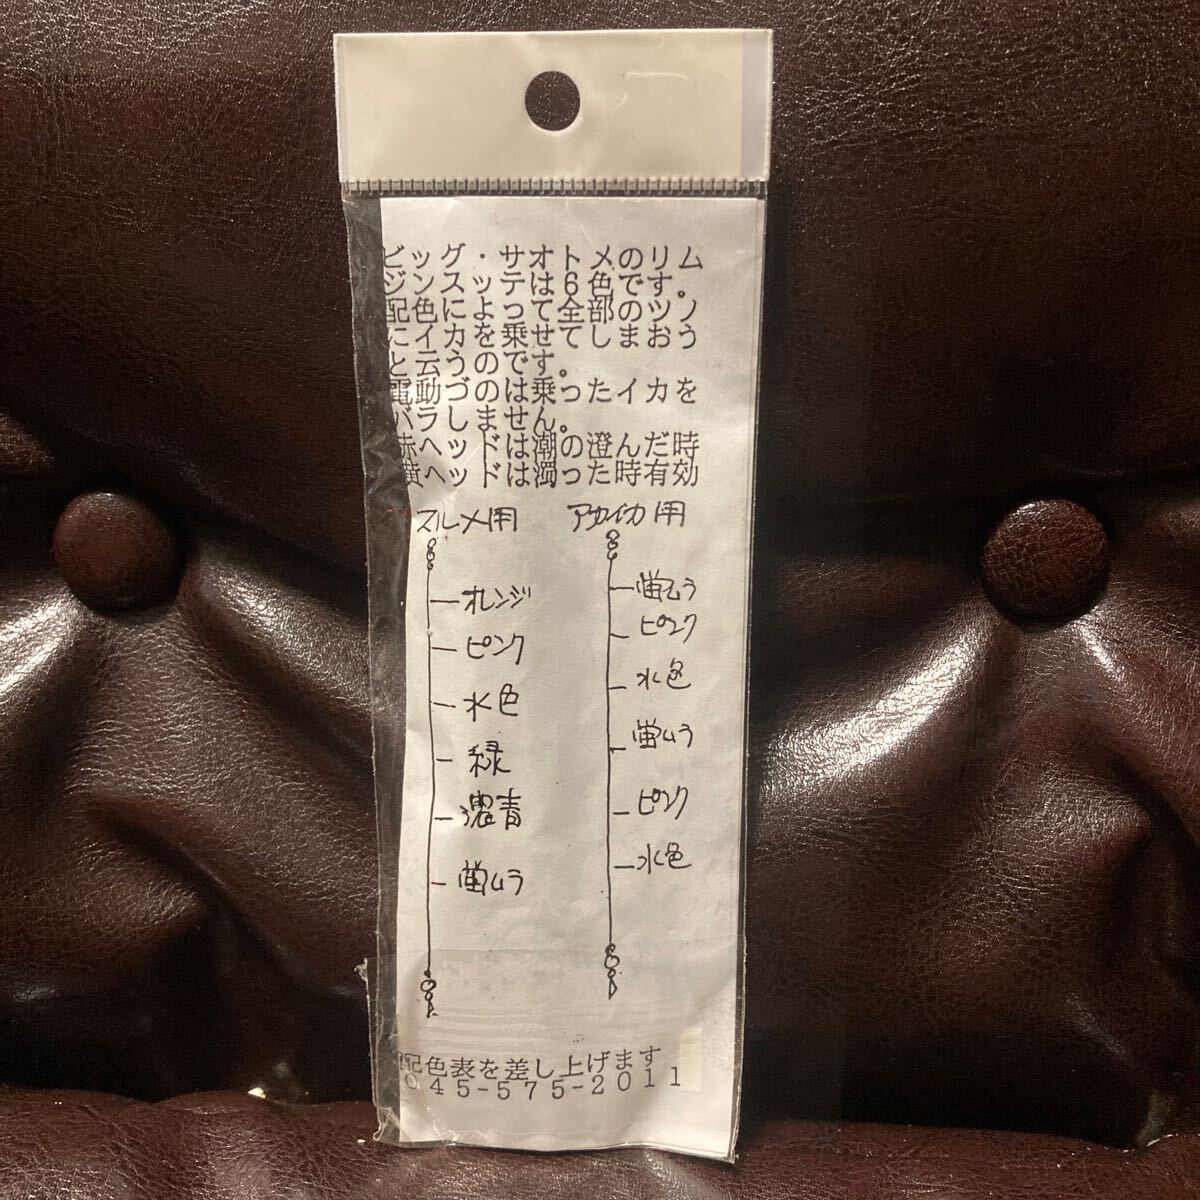 ビッグ・サオトメのリム
ジンスッテは６色です。
配色によって全部のツノ
にイカを乗せてしまおう
と云うのです。
電動づのは乗ったイカを
バラしません。
赤ヘッドは潮の澄んだ時
黄ヘッドは濁った時有効
スルメ用
オレンジ
ピンク
水色
緑
濃青
蛍ムラ
アカイカ用
蛍ムラ
ピンク
水色
蛍ムラ
ピンク
水色
配色表を差し上げます
０４５-５７５-２０１１